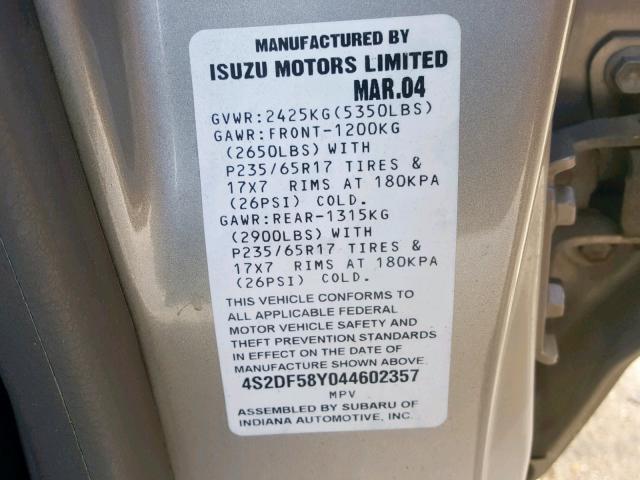 MANUFACTURED BY
ISUZU MOTORS LIMITED
MAR.04
GVWR:2425KG(5350LBS)
GAWR:FRONT-1200KG
(2650LBS) WITH
P235/65R17 TIRES &
17X7 RIMS AT 180KPA
(26PSI) COLD.
GAWR:REAR-1315KG
(2900LBS) WITH
P235/65R17 TIRES &
17X7 RIMS AT 180KPA
(26PSI) COLD.
THIS VEHICLE CONFORMS TO
ALL APPLICABLE FEDERAL
MOTOR VEHICLE SAFETY AND
THEFT PREVENTION STANDARDS
IN EFFECT ON THE DATE OF
MANUFACTURE SHOWN ABOVE.
4S2DF58Y044602357
MPV
ASSEMBLED BY SUBARU OF
INDIANA AUTOMOTIVE, INC.